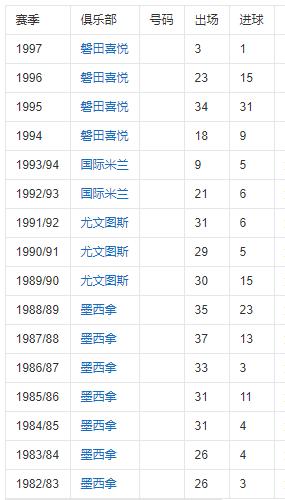 赛季 俱乐部 号码 出场 进球
1997 磐田喜悦 3 1
1996 磐田喜悦 23 15
1995 磐田喜悦 34 31
1994 磐田喜悦 18 9
1993/94 国际米兰 9 5
1992/93 国际米兰 21 6
1991/92 尤文图斯 31 6
1990/91 尤文图斯 29 5
1989/90 尤文图斯 30 15
1988/89 墨西拿 35 23
1987/88 墨西拿 37 13
1986/87 墨西拿 33 3
1985/86 墨西拿 31 11
1984/85 墨西拿 31 4
1983/84 墨西拿 26 4
1982/83 墨西拿 26 3